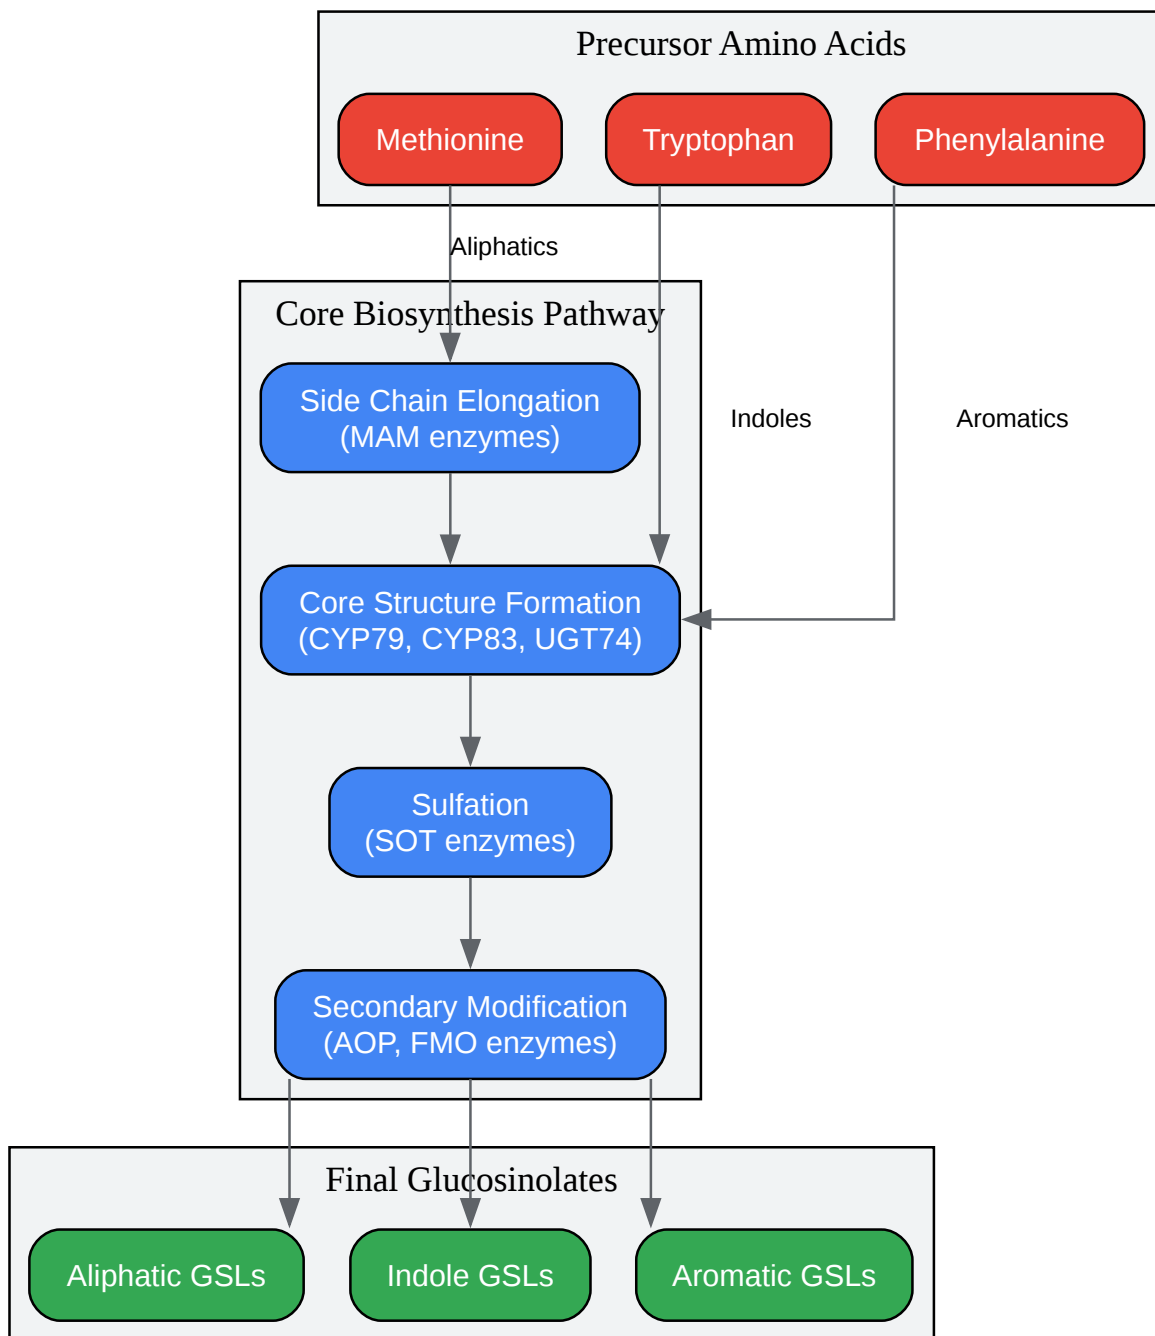 Precursor Amino Acids
Methionine
Tryptophan
Phenylalanine
Aliphatics
Core Biosynthesis Pathway
Side Chain Elongation
(MAM enzymes)
Indoles
Aromatics
Core Structure Formation
(CYP79, CYP83, UGT74)
Sulfation
(SOT enzymes)
Secondary Modification
(AOP, FMO enzymes)
Final Glucosinolates
Aliphatic GSLs
Indole GSLs
Aromatic GSLs